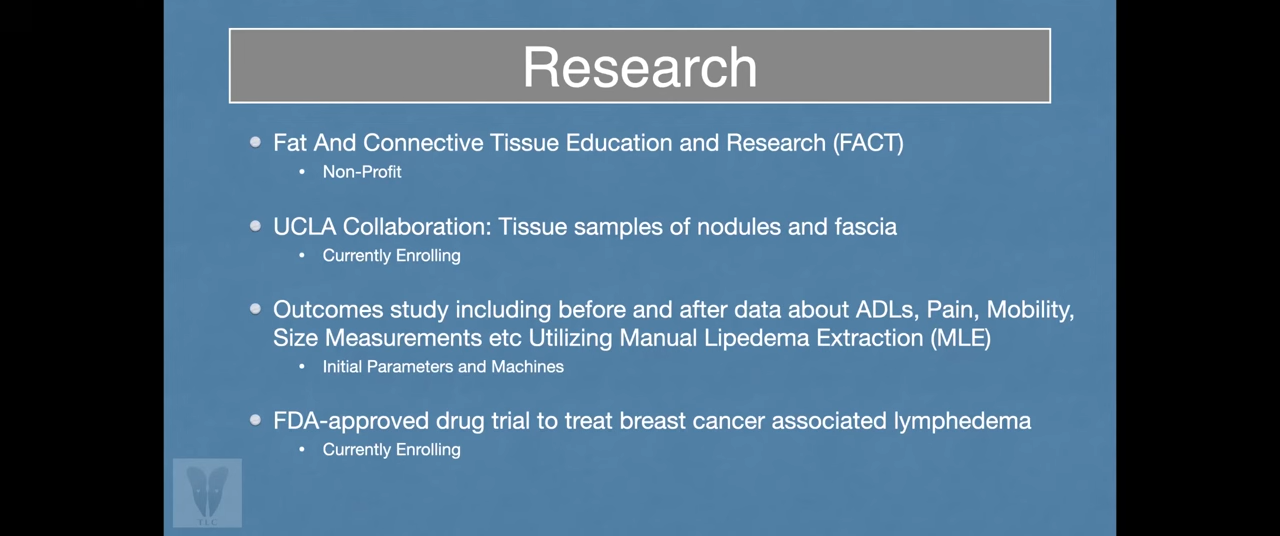 Research
Fat And Connective Tissue Education and Research (FACT)
Non-Profit
UCLA Collaboration: Tissue samples of nodules and fascia
Currently Enrolling
Outcomes study including before and after data about ADLs, Pain, Mobility,
Size Measurements etc Utilizing Manual Lipedema Extraction (MLE)
Initial Parameters and Machines
FDA-approved drug trial to treat breast cancer associated lymphedema
Currently Enrolling
TLC